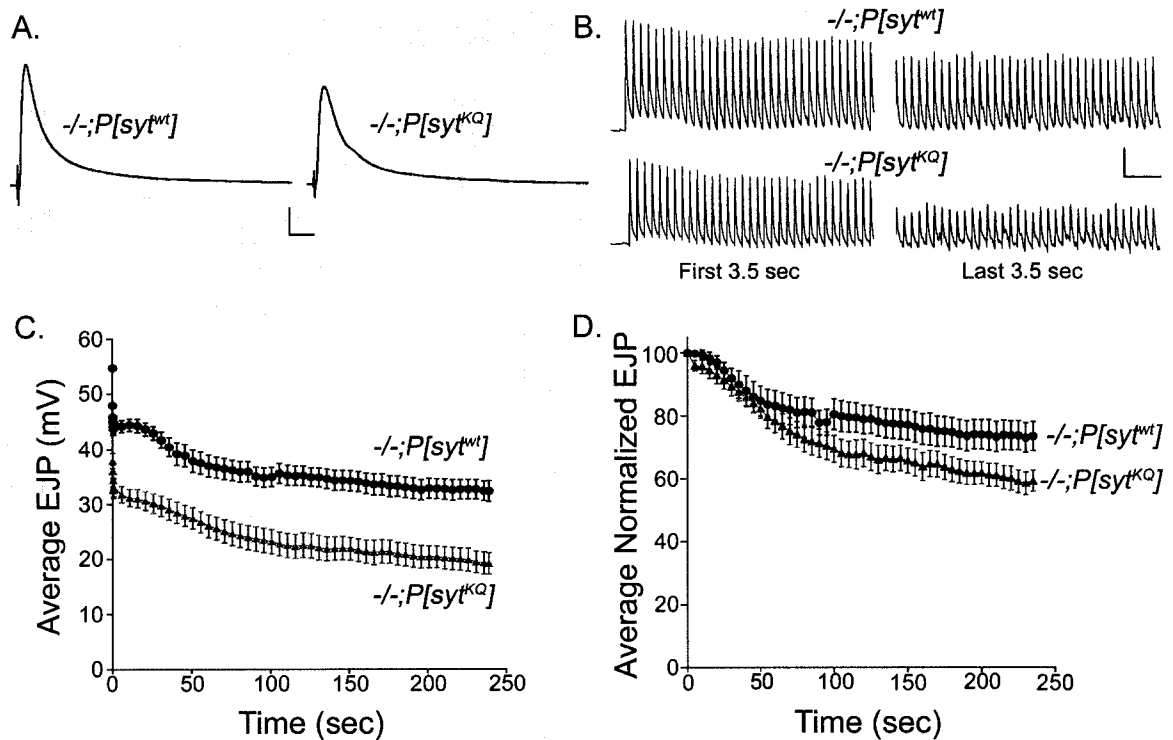 A.
-/-;P[syt^wt]
-/-;P[syt^KQ]
B.
-/-;P[syt^wt]
-/-;P[syt^KQ]
First 3.5 sec
Last 3.5 sec
C.
Average EJP (mV)
60
50
40
30
20
10
0
-/-;P[syt^wt]
-/-;P[syt^KQ]
0 50 100 150 200 250
Time (sec)
D.
Average Normalized EJP
100
80
60
40
20
0
-/-;P[syt^wt]
-/-;P[syt^KQ]
0 50 100 150 200 250
Time (sec)